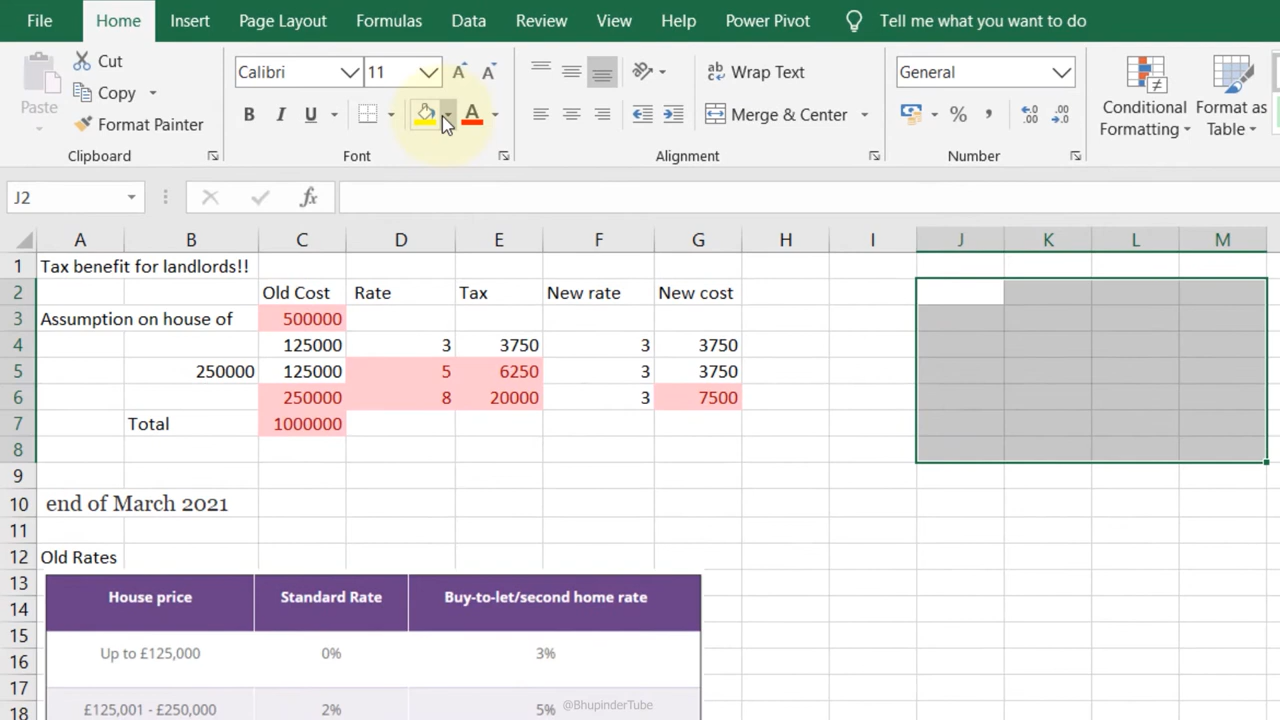 File Home Insert Page Layout Formulas Data Review View Help Power Pivot Tell me what you want to do
Paste
Cut
Copy
Format Painter
Clipboard
Calibri 11 A A
B I U A
Font
Wrap Text
Merge & Center
Alignment
General
% , .00
Number
Conditional Formatting
Format as Table
J2 fx
A B C D E F G H I J K L M
1 Tax benefit for landlords!!
2 Old Cost Rate Tax New rate New cost
3 Assumption on house of 500000
4 125000 3 3750 3 3750
5 250000 125000 5 6250 3 3750
6 250000 8 20000 3 7500
7 Total 1000000
8
9
10 end of March 2021
11
12 Old Rates
13 House price Standard Rate Buy-to-let/second home rate
14
15
16 Up to £125,000 0% 3%
17
18 £125,001 - £250,000 2% 5%
@BhupinderTube